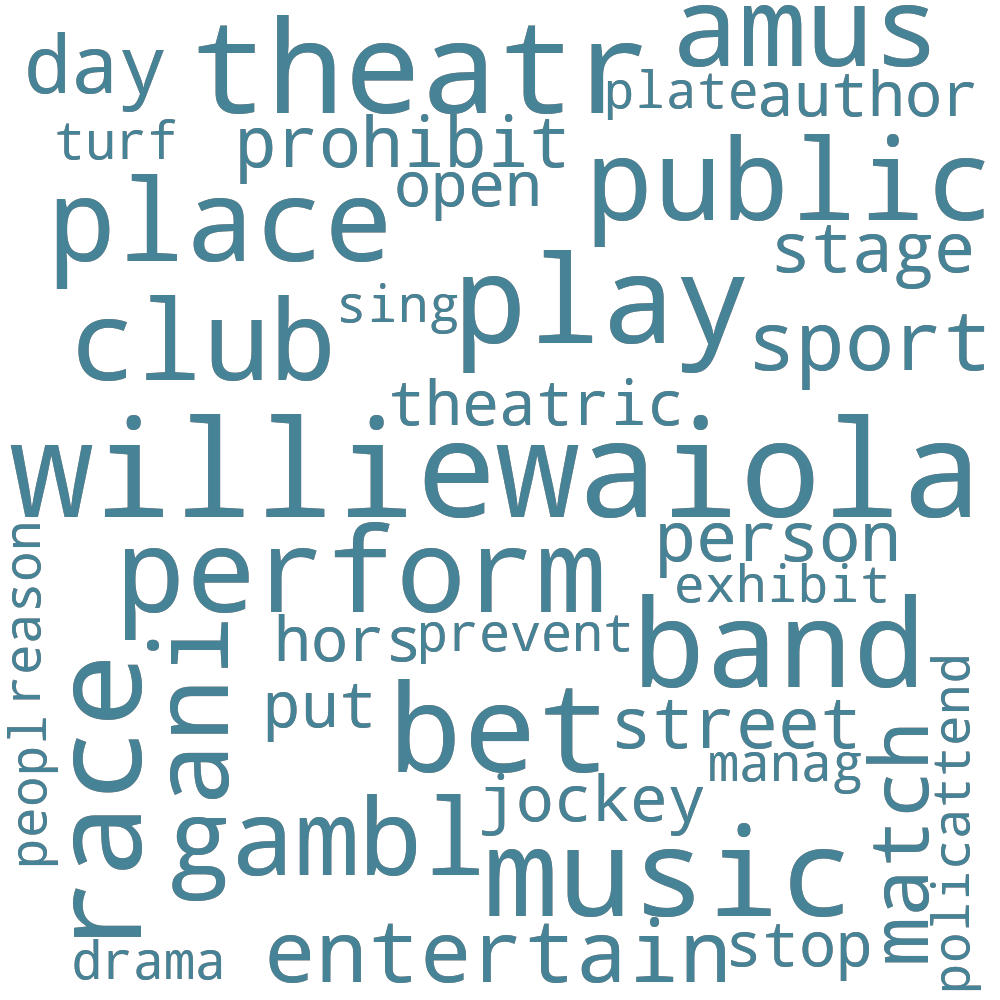 day theatr amus
plate author
turf prohibit
open public
place stage
sing play
club sport
theatric
williewaiola
reason perform person
exhibit
hors prevent band
race gani put bet street
peopl manag
jockey match
gambl music
polic attend
drama entertain stop